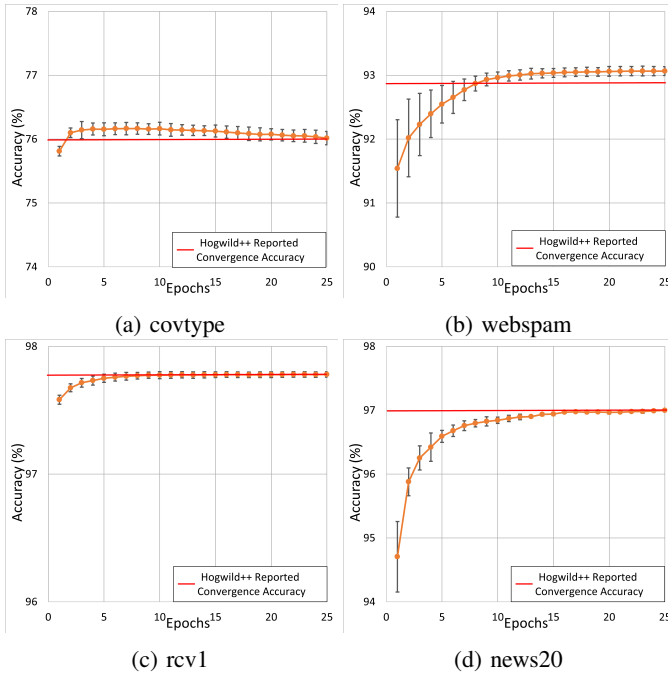 78
77
76
75
74
Accuracy (%)
Hogwild++ Reported
Convergence Accuracy
0 5 10 15 20 25
Epochs
(a) covtype
94
93
92
91
90
Accuracy (%)
Hogwild++ Reported
Convergence Accuracy
0 5 10 15 20 25
Epochs
(b) webspam
98
97
96
Accuracy (%)
Hogwild++ Reported
Convergence Accuracy
0 5 10 15 20 25
Epochs
(c) rcv1
98
97
96
95
94
Accuracy (%)
Hogwild++ Reported
Convergence Accuracy
0 5 10 15 20 25
Epochs
(d) news20